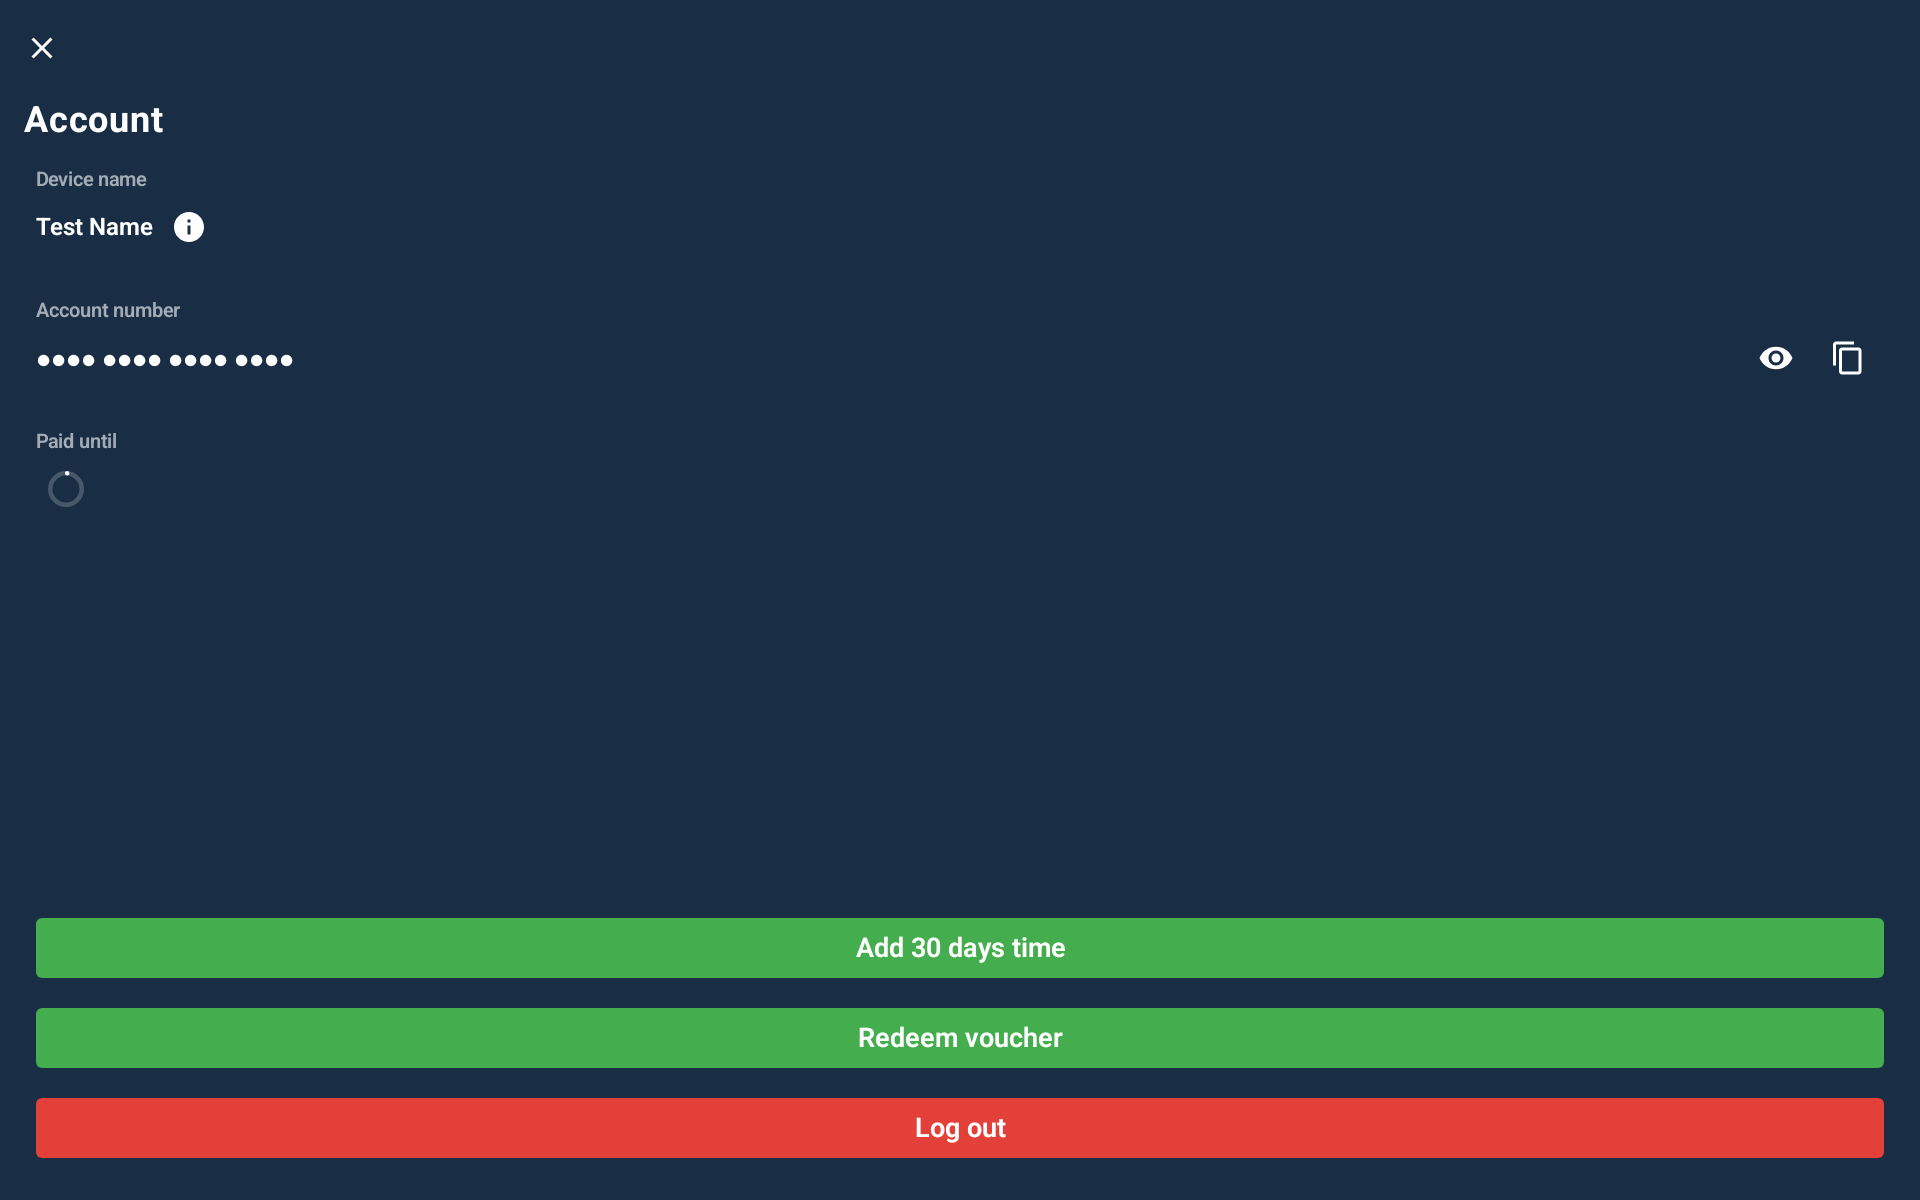 Account
Device name
Test Name
Account number
●●●● ●●●● ●●●● ●●●●
Paid until
Add 30 days time
Redeem voucher
Log out